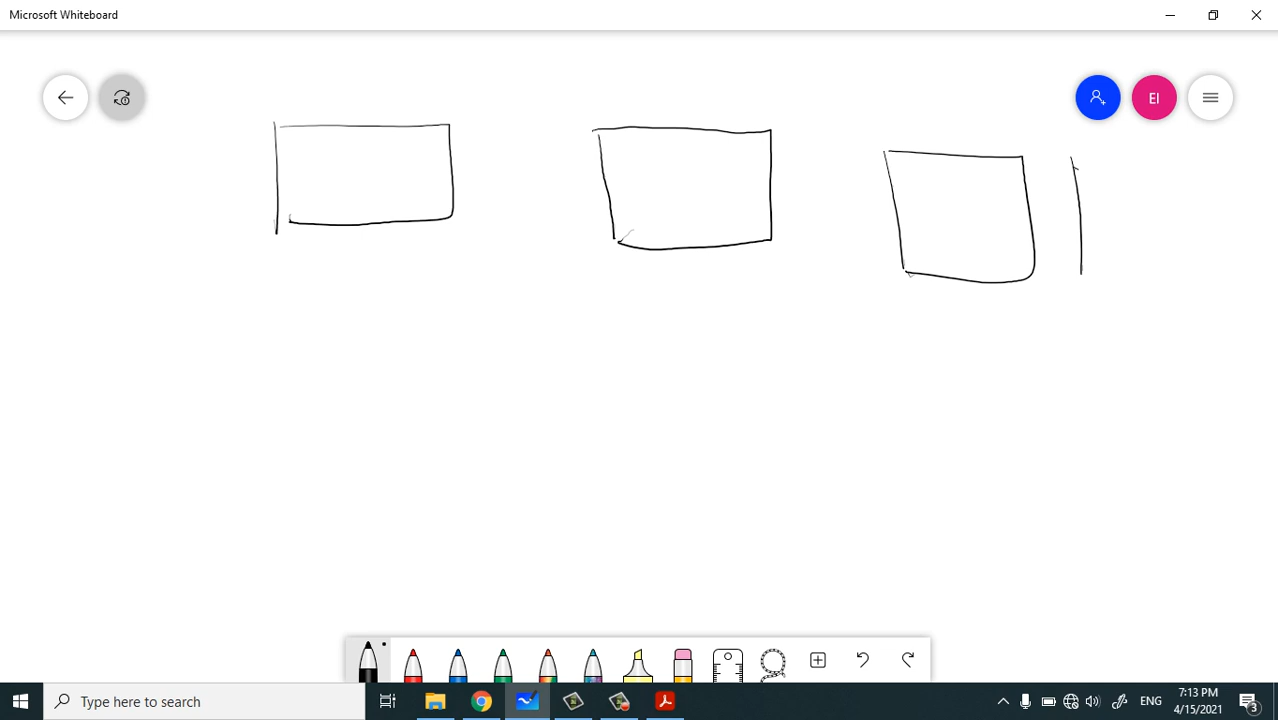 Microsoft Whiteboard
EI
Type here to search
ENG
7:13 PM
4/15/2021
3